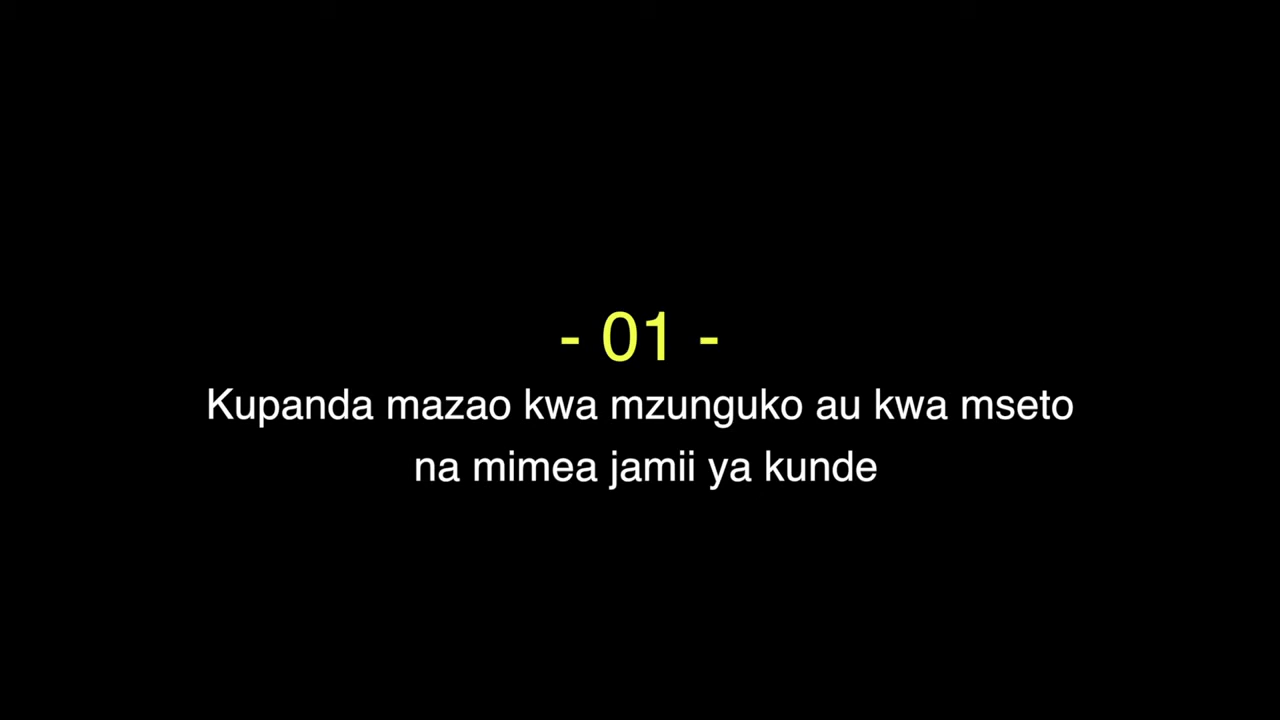 - 01 -
Kupanda mazao kwa mzunguko au kwa mseto
na mimea jamii ya kunde